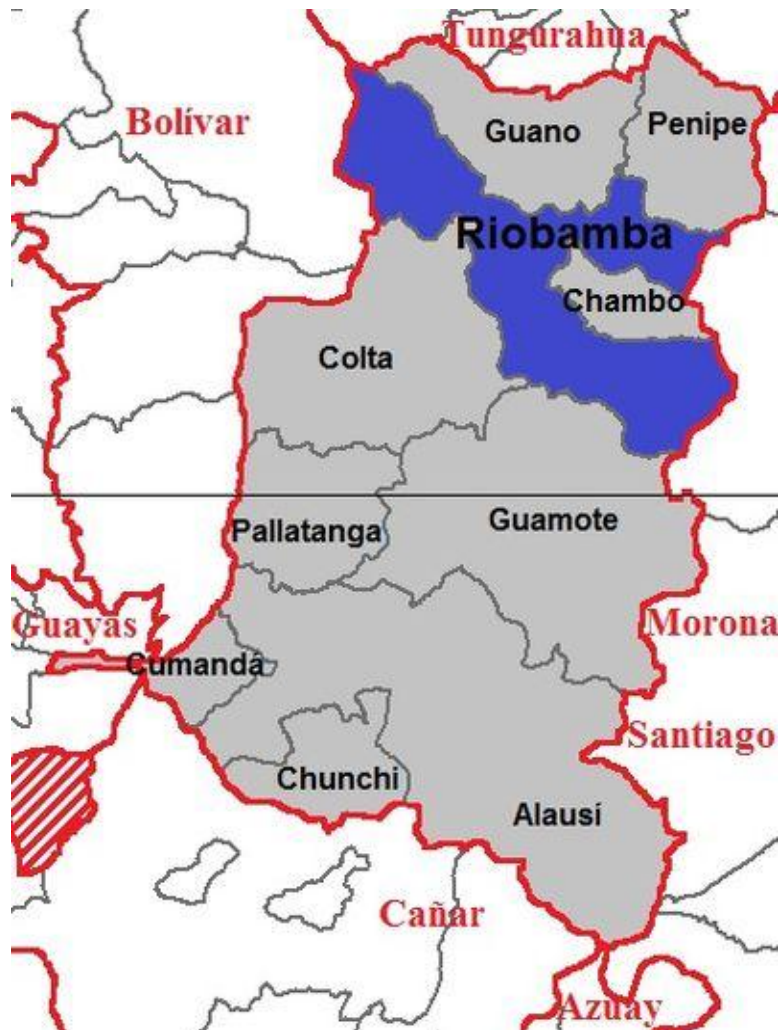 Tungurahua
Bolívar
Guano
Penipe
Riobamba
Chambo
Colta
Pallatanga
Guamote
Guayas
Morona
Cumandá
Santiago
Chunchi
Alausí
Cañar
Azuay